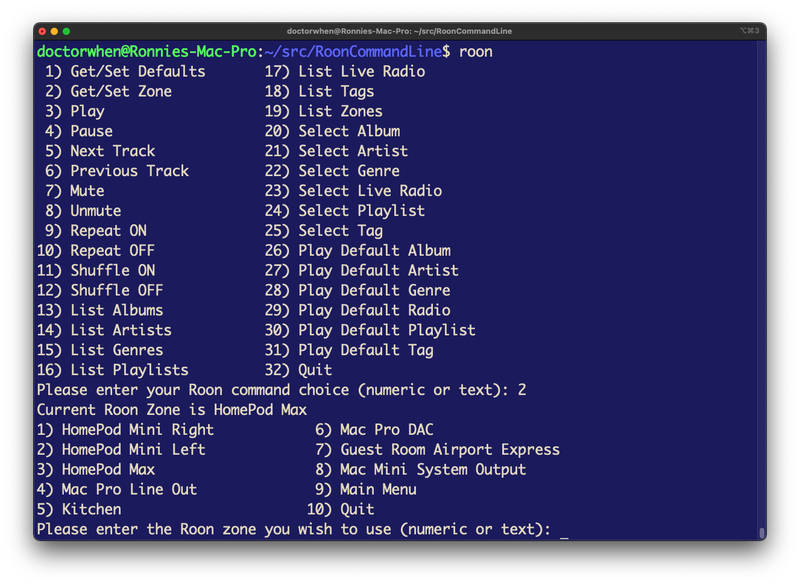 doctorwhen@Ronnies-Mac-Pro: ~/src/RoonCommandLine
⌥⌘3
doctorwhen@Ronnies-Mac-Pro:~/src/RoonCommandLine$ roon
1) Get/Set Defaults 17) List Live Radio
2) Get/Set Zone 18) List Tags
3) Play 19) List Zones
4) Pause 20) Select Album
5) Next Track 21) Select Artist
6) Previous Track 22) Select Genre
7) Mute 23) Select Live Radio
8) Unmute 24) Select Playlist
9) Repeat ON 25) Select Tag
10) Repeat OFF 26) Play Default Album
11) Shuffle ON 27) Play Default Artist
12) Shuffle OFF 28) Play Default Genre
13) List Albums 29) Play Default Radio
14) List Artists 30) Play Default Playlist
15) List Genres 31) Play Default Tag
16) List Playlists 32) Quit
Please enter your Roon command choice (numeric or text): 2
Current Roon Zone is HomePod Max
1) HomePod Mini Right 6) Mac Pro DAC
2) HomePod Mini Left 7) Guest Room Airport Express
3) HomePod Max 8) Mac Mini System Output
4) Mac Pro Line Out 9) Main Menu
5) Kitchen 10) Quit
Please enter the Roon zone you wish to use (numeric or text): _